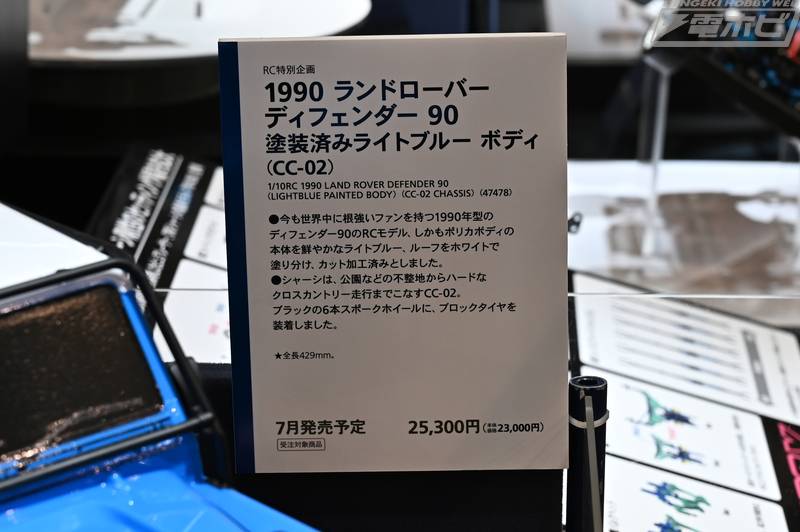 DENGEKI HOBBY WEB
電ホビ
RC特別企画
1990 ランドローバー
ディフェンダー 90
塗装済みライトブルー ボディ
(CC-02)
1/10RC 1990 LAND ROVER DEFENDER 90
(LIGHTBLUE PAINTED BODY) (CC-02 CHASSIS) (47478)
●今も世界中に根強いファンを持つ1990年型の
ディフェンダー90のRCモデル、しかもポリカボディの
本体を鮮やかなライトブルー、ルーフをホワイトで
塗り分け、カット加工済みとしました。
●シャーシは、公園などの不整地からハードな
クロスカントリー走行までこなすCC-02。
ブラックの6本スポークホイールに、ブロックタイヤを
装着しました。
★全長429mm。
7月発売予定 25,300円(本体価格23,000円)
受注対象商品